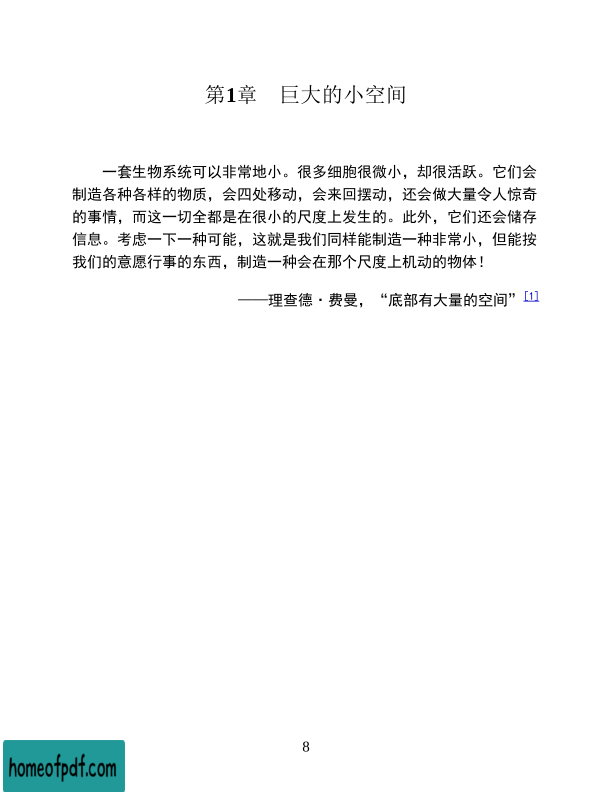 第1章　巨大的小空间
一套生物系统可以非常地小。很多细胞很微小，却很活跃。它们会
制造各种各样的物质，会四处移动，会来回摆动，还会做大量令人惊奇
的事情，而这一切全都是在很小的尺度上发生的。此外，它们还会储存
信息。考虑一下一种可能，这就是我们同样能制造一种非常小，但能按
我们的意愿行事的东西，制造一种会在那个尺度上机动的物体！
——理查德·费曼，“底部有大量的空间”[1]
8
homeofpdf.com